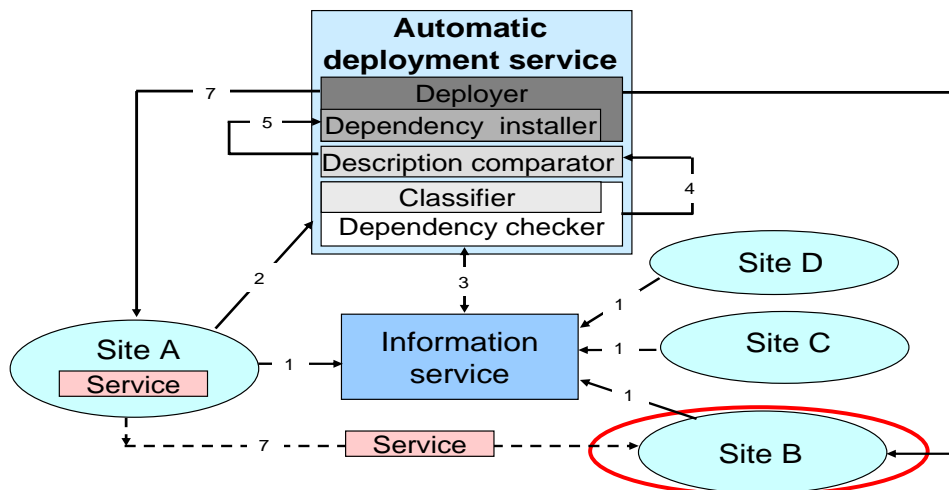 Automatic
deployment service
Deployer
7
Dependency installer
5
Description comparator
4
Classifier
Dependency checker
2
3
Site D
1
Site A
Service
1
Information
service
1
Site C
1
7
Service
Site B